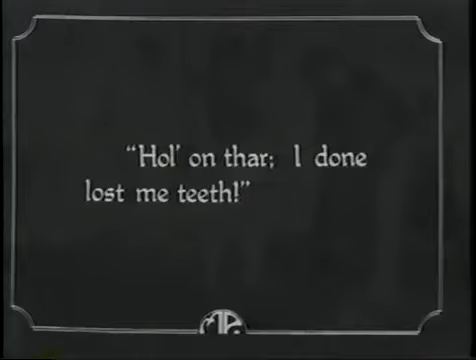 “Hol’ on thar; I done
lost me teeth!”